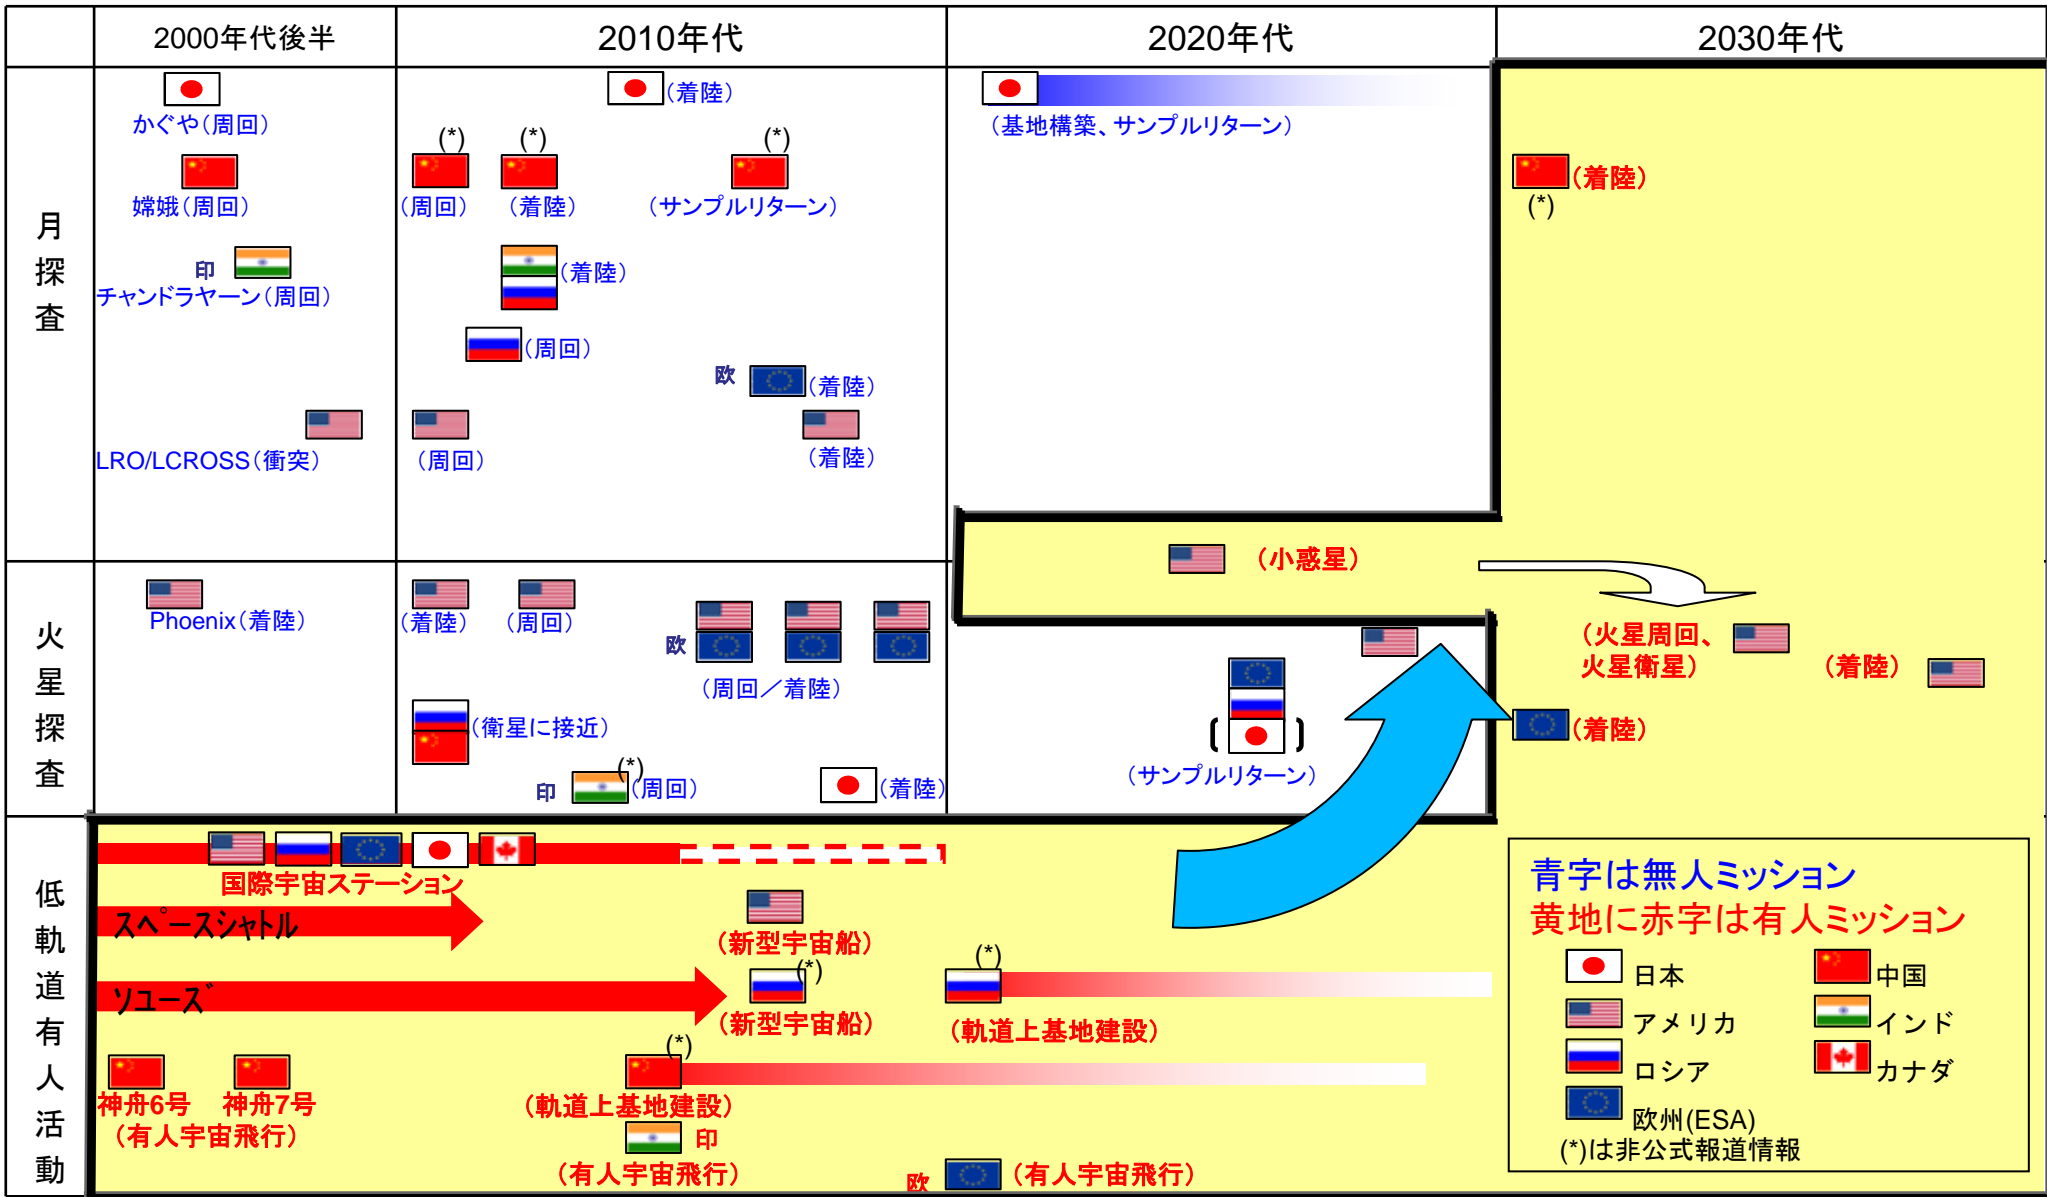 2000年代後半
2010年代
2020年代
2030年代
月探査
かぐや(周回)
(着陸)
(基地構築、サンプルリターン)
(*)
(*)
(*)
嫦娥(周回)
(周回)
(着陸)
(サンプルリターン)
(着陸)
(*)
印
チャンドラヤーン(周回)
(着陸)
(周回)
欧
(着陸)
LRO/LCROSS(衝突)
(周回)
(着陸)
(小惑星)
火星探査
Phoenix(着陸)
(着陸)
(周回)
欧
(周回/着陸)
(衛星に接近)
(*)
印
(周回)
(着陸)
(サンプルリターン)
(火星周回、
火星衛星)
(着陸)
(着陸)
低軌道有人活動
国際宇宙ステーション
スペースシャトル
(新型宇宙船)
ソユーズ
(*)
(新型宇宙船)
(*)
(軌道上基地建設)
神舟6号
神舟7号
(有人宇宙飛行)
(*)
(軌道上基地建設)
印
(有人宇宙飛行)
欧
(有人宇宙飛行)
青字は無人ミッション
黄地に赤字は有人ミッション
日本
中国
アメリカ
インド
ロシア
カナダ
欧州(ESA)
(*)は非公式報道情報